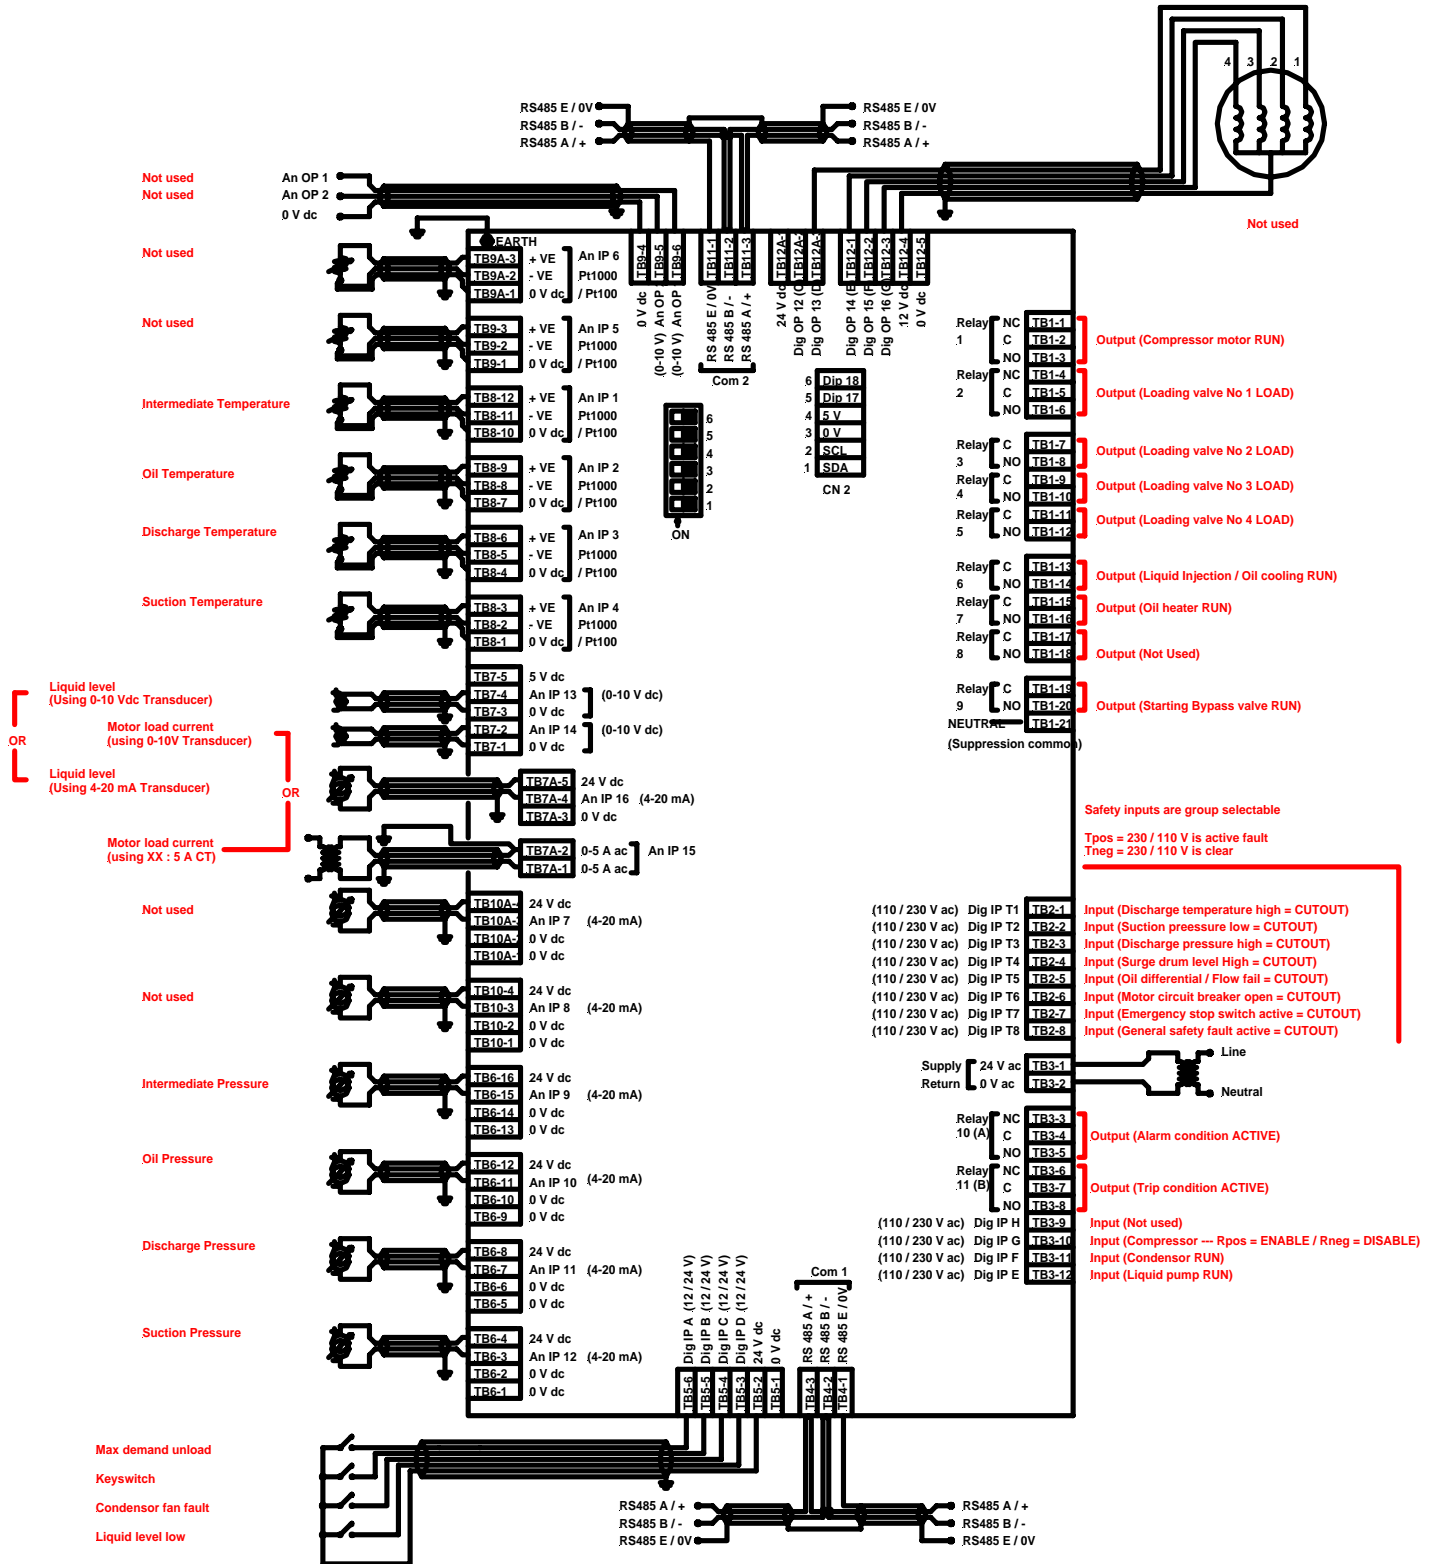 4 3 2 1
RS485 E / 0V
RS485 B / -
RS485 A / +
RS485 E / 0V
RS485 B / -
RS485 A / +
Not used An OP 1
Not used An OP 2
0 V dc
Not used
EARTH
Not used
TB9A-3 + VE An IP 6
TB9A-2 - VE Pt1000
TB9A-1 0 V dc / Pt100
Not used
TB9-3 + VE An IP 5
TB9-2 - VE Pt1000
TB9-1 0 V dc / Pt100
Intermediate Temperature
TB8-12 + VE An IP 1
TB8-11 - VE Pt1000
TB8-10 0 V dc / Pt100
Oil Temperature
TB8-9 + VE An IP 2
TB8-8 - VE Pt1000
TB8-7 0 V dc / Pt100
Discharge Temperature
TB8-6 + VE An IP 3
TB8-5 - VE Pt1000
TB8-4 0 V dc / Pt100
Suction Temperature
TB8-3 + VE An IP 4
TB8-2 - VE Pt1000
TB8-1 0 V dc / Pt100
TB7-5 5 V dc
TB7-4 An IP 13 (0-10 V dc)
TB7-3 0 V dc
TB7-2 An IP 14 (0-10 V dc)
TB7-1 0 V dc
Liquid level
(Using 0-10 Vdc Transducer)
Motor load current
(using 0-10V Transducer)
OR
Liquid level
(Using 4-20 mA Transducer)
OR
Motor load current
(using XX : 5 A CT)
TB7A-5 24 V dc
TB7A-4 An IP 16 (4-20 mA)
TB7A-3 0 V dc
TB7A-2 0-5 A ac An IP 15
TB7A-1 0-5 A ac
Not used
TB10A-4 24 V dc
TB10A-3 An IP 7 (4-20 mA)
TB10A-2 0 V dc
TB10A-1 0 V dc
Not used
TB10-4 24 V dc
TB10-3 An IP 8 (4-20 mA)
TB10-2 0 V dc
TB10-1 0 V dc
Intermediate Pressure
TB6-16 24 V dc
TB6-15 An IP 9 (4-20 mA)
TB6-14 0 V dc
TB6-13 0 V dc
Oil Pressure
TB6-12 24 V dc
TB6-11 An IP 10 (4-20 mA)
TB6-10 0 V dc
TB6-9 0 V dc
Discharge Pressure
TB6-8 24 V dc
TB6-7 An IP 11 (4-20 mA)
TB6-6 0 V dc
TB6-5 0 V dc
Suction Pressure
TB6-4 24 V dc
TB6-3 An IP 12 (4-20 mA)
TB6-2 0 V dc
TB6-1 0 V dc
TB9-4 0 V dc
TB9-5 (0-10 V) An OP
TB9-6 (0-10 V) An OP
TB11-1 RS 485 E / 0V
TB11-2 RS 485 B / -
TB11-3 RS 485 A / +
Com 2
TB12A-1 24 V dc
TB12A-2 Dig OP 12 (C)
TB12A-3 Dig OP 13 (D)
TB12-1 Dig OP 14 (E)
TB12-2 Dig OP 15 (F)
TB12-3 Dig OP 16 (G)
TB12-4 12 V dc
TB12-5 0 V dc
6
5
4
3
2
1
ON
6 Dip 18
5 Dip 17
4 5 V
3 0 V
2 SCL
1 SDA
CN 2
Relay 1
NC TB1-1
C TB1-2 Output (Compressor motor RUN)
NO TB1-3
Relay 2
NC TB1-4
C TB1-5 Output (Loading valve No 1 LOAD)
NO TB1-6
Relay 3
C TB1-7 Output (Loading valve No 2 LOAD)
NO TB1-8
Relay 4
C TB1-9 Output (Loading valve No 3 LOAD)
NO TB1-10
Relay 5
C TB1-11 Output (Loading valve No 4 LOAD)
NO TB1-12
Relay 6
C TB1-13 Output (Liquid Injection / Oil cooling RUN)
NO TB1-14
Relay 7
C TB1-15 Output (Oil heater RUN)
NO TB1-16
Relay 8
C TB1-17
NO TB1-18 Output (Not Used)
Relay 9
C TB1-19
NO TB1-20 Output (Starting Bypass valve RUN)
NEUTRAL TB1-21
(Suppression common)
Safety inputs are group selectable
Tpos = 230 / 110 V is active fault
Tneg = 230 / 110 V is clear
(110 / 230 V ac) Dig IP T1 TB2-1 Input (Discharge temperature high = CUTOUT)
(110 / 230 V ac) Dig IP T2 TB2-2 Input (Suction preessure low = CUTOUT)
(110 / 230 V ac) Dig IP T3 TB2-3 Input (Discharge pressure high = CUTOUT)
(110 / 230 V ac) Dig IP T4 TB2-4 Input (Surge drum level High = CUTOUT)
(110 / 230 V ac) Dig IP T5 TB2-5 Input (Oil differential / Flow fail = CUTOUT)
(110 / 230 V ac) Dig IP T6 TB2-6 Input (Motor circuit breaker open = CUTOUT)
(110 / 230 V ac) Dig IP T7 TB2-7 Input (Emergency stop switch active = CUTOUT)
(110 / 230 V ac) Dig IP T8 TB2-8 Input (General safety fault active = CUTOUT)
Line
Supply 24 V ac TB3-1
Return 0 V ac TB3-2
Neutral
Relay 10 (A)
NC TB3-3
C TB3-4 Output (Alarm condition ACTIVE)
NO TB3-5
Relay 11 (B)
NC TB3-6
C TB3-7 Output (Trip condition ACTIVE)
NO TB3-8
(110 / 230 V ac) Dig IP H TB3-9 Input (Not used)
(110 / 230 V ac) Dig IP G TB3-10 Input (Compressor --- Rpos = ENABLE / Rneg = DISABLE)
(110 / 230 V ac) Dig IP F TB3-11 Input (Condensor RUN)
(110 / 230 V ac) Dig IP E TB3-12 Input (Liquid pump RUN)
TB5-6 Dig IP A (12 / 24 V)
TB5-5 Dig IP B (12 / 24 V)
TB5-4 Dig IP C (12 / 24 V)
TB5-3 Dig IP D (12 / 24 V)
TB5-2 24 V dc
TB5-1 0 V dc
Com 1
TB4-3 RS 485 A / +
TB4-2 RS 485 B / -
TB4-1 RS 485 E / 0V
Max demand unload
Keyswitch
Condensor fan fault
Liquid level low
RS485 A / +
RS485 B / -
RS485 E / 0V
RS485 A / +
RS485 B / -
RS485 E / 0V